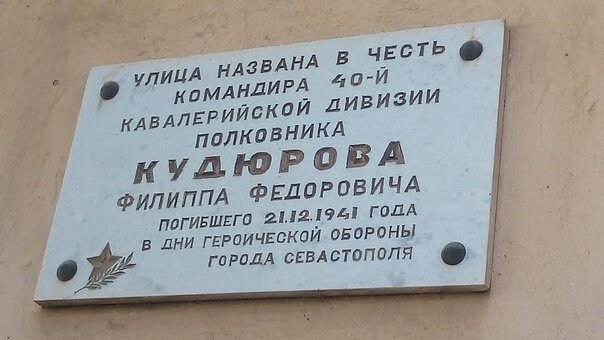 УЛИЦА НАЗВАНА В ЧЕСТЬ
КОМАНДИРА 40-Й
КАВАЛЕРИЙСКОЙ ДИВИЗИИ
ПОЛКОВНИКА
КУДЮРОВА
ФИЛИППА ФЕДОРОВИЧА
ПОГИБШЕГО 21.12.1941 ГОДА
В ДНИ ГЕРОИЧЕСКОЙ ОБОРОНЫ
ГОРОДА СЕВАСТОПОЛЯ